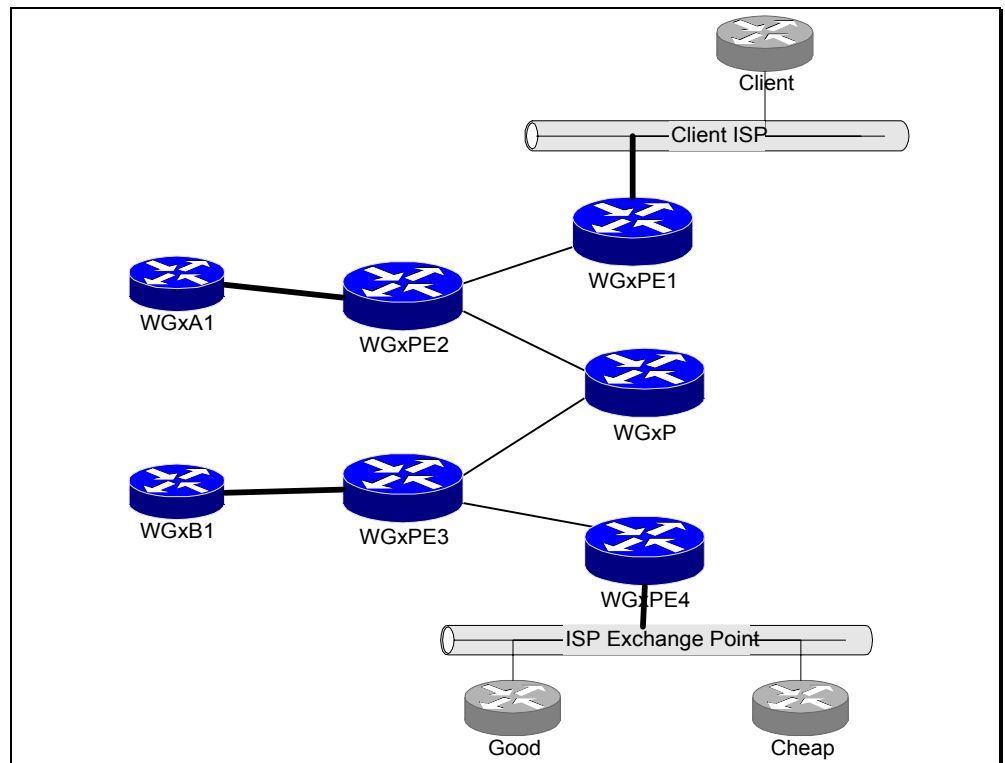 Client
Client ISP
WGxPE1
WGxA1
WGxPE2
WGxP
WGxB1
WGxPE3
WGxPE4
ISP Exchange Point
Good
Cheap